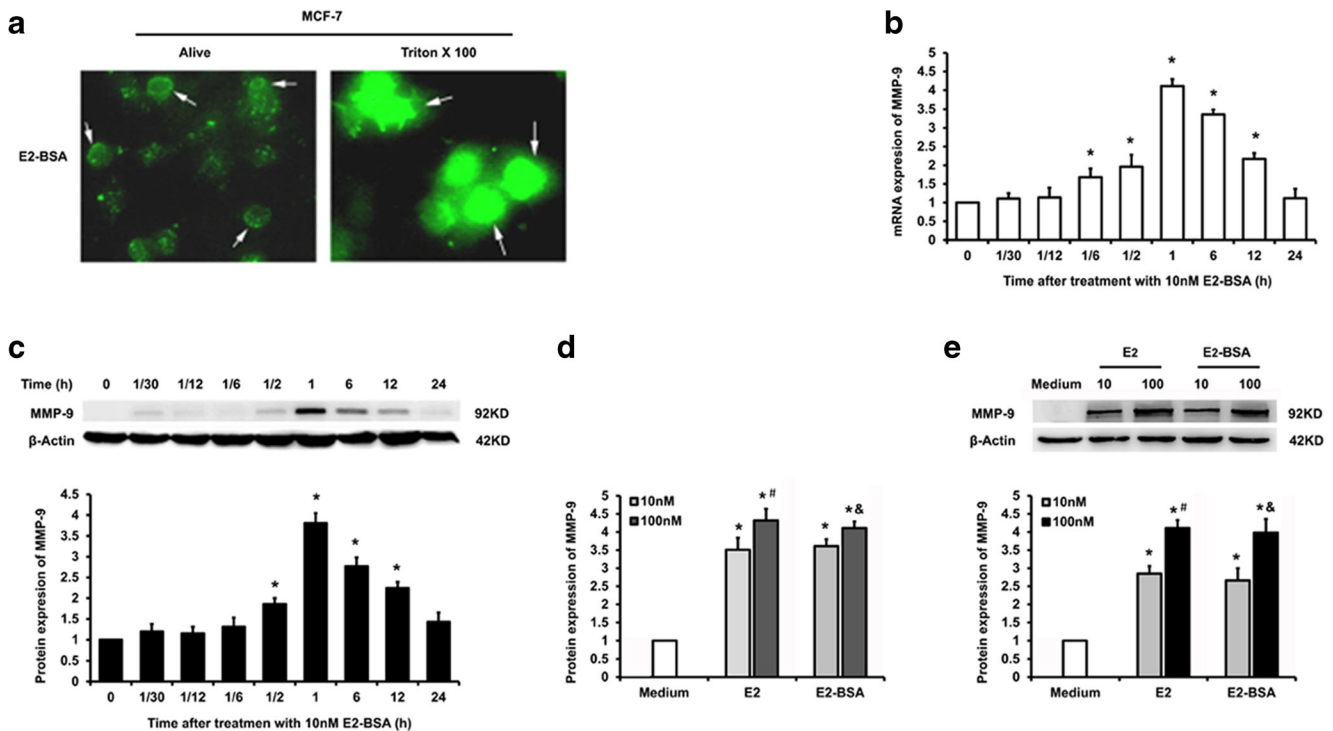 a
MCF-7
Alive
Triton X 100
E2-BSA
b
mRNA expresion of MMP-9
5
4.5
4
3.5
3
2.5
2
1.5
1
0.5
0
* * * * *
0 1/30 1/12 1/6 1/2 1 6 12 24
Time after treatment with 10nM E2-BSA (h)
c
Time (h) 0 1/30 1/12 1/6 1/2 1 6 12 24
MMP-9 92KD
β-Actin 42KD
Protein expresion of MMP-9
4.5
4
3.5
3
2.5
2
1.5
1
0.5
0
* * * *
0 1/30 1/12 1/6 1/2 1 6 12 24
Time after treatmen with 10nM E2-BSA (h)
d
Protein expresion of MMP-9
5
4.5
4
3.5
3
2.5
2
1.5
1
0.5
0
10nM
100nM
* *# * *&
Medium E2 E2-BSA
e
E2 E2-BSA
Medium 10 100 10 100
MMP-9 92KD
β-Actin 42KD
Protein expresion of MMP-9
5
4.5
4
3.5
3
2.5
2
1.5
1
0.5
0
10nM
100nM
* *# * *&
Medium E2 E2-BSA